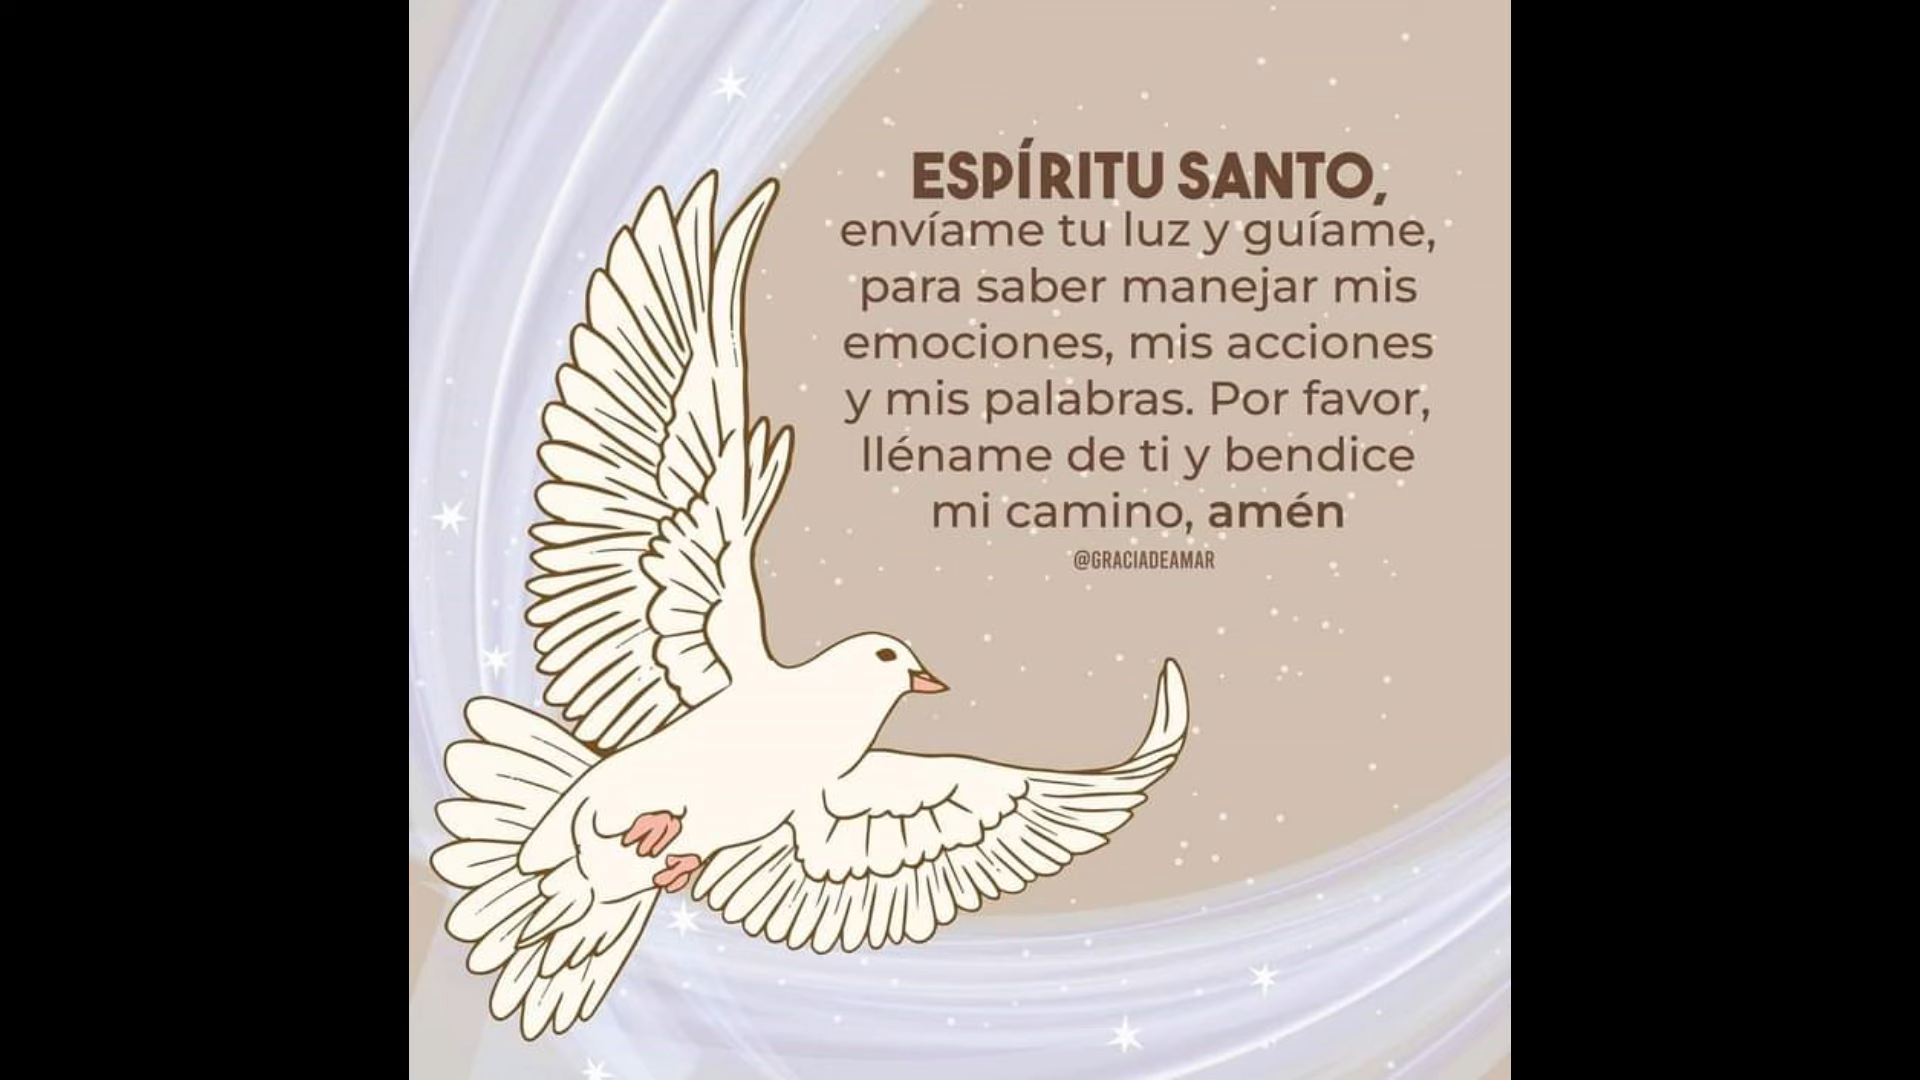 ESPÍRITU SANTO,
envíame tu luz y guíame,
para saber manejar mis
emociones, mis acciones
y mis palabras. Por favor,
lléname de ti y bendice
mi camino, amén
@GRACIADEAMAR